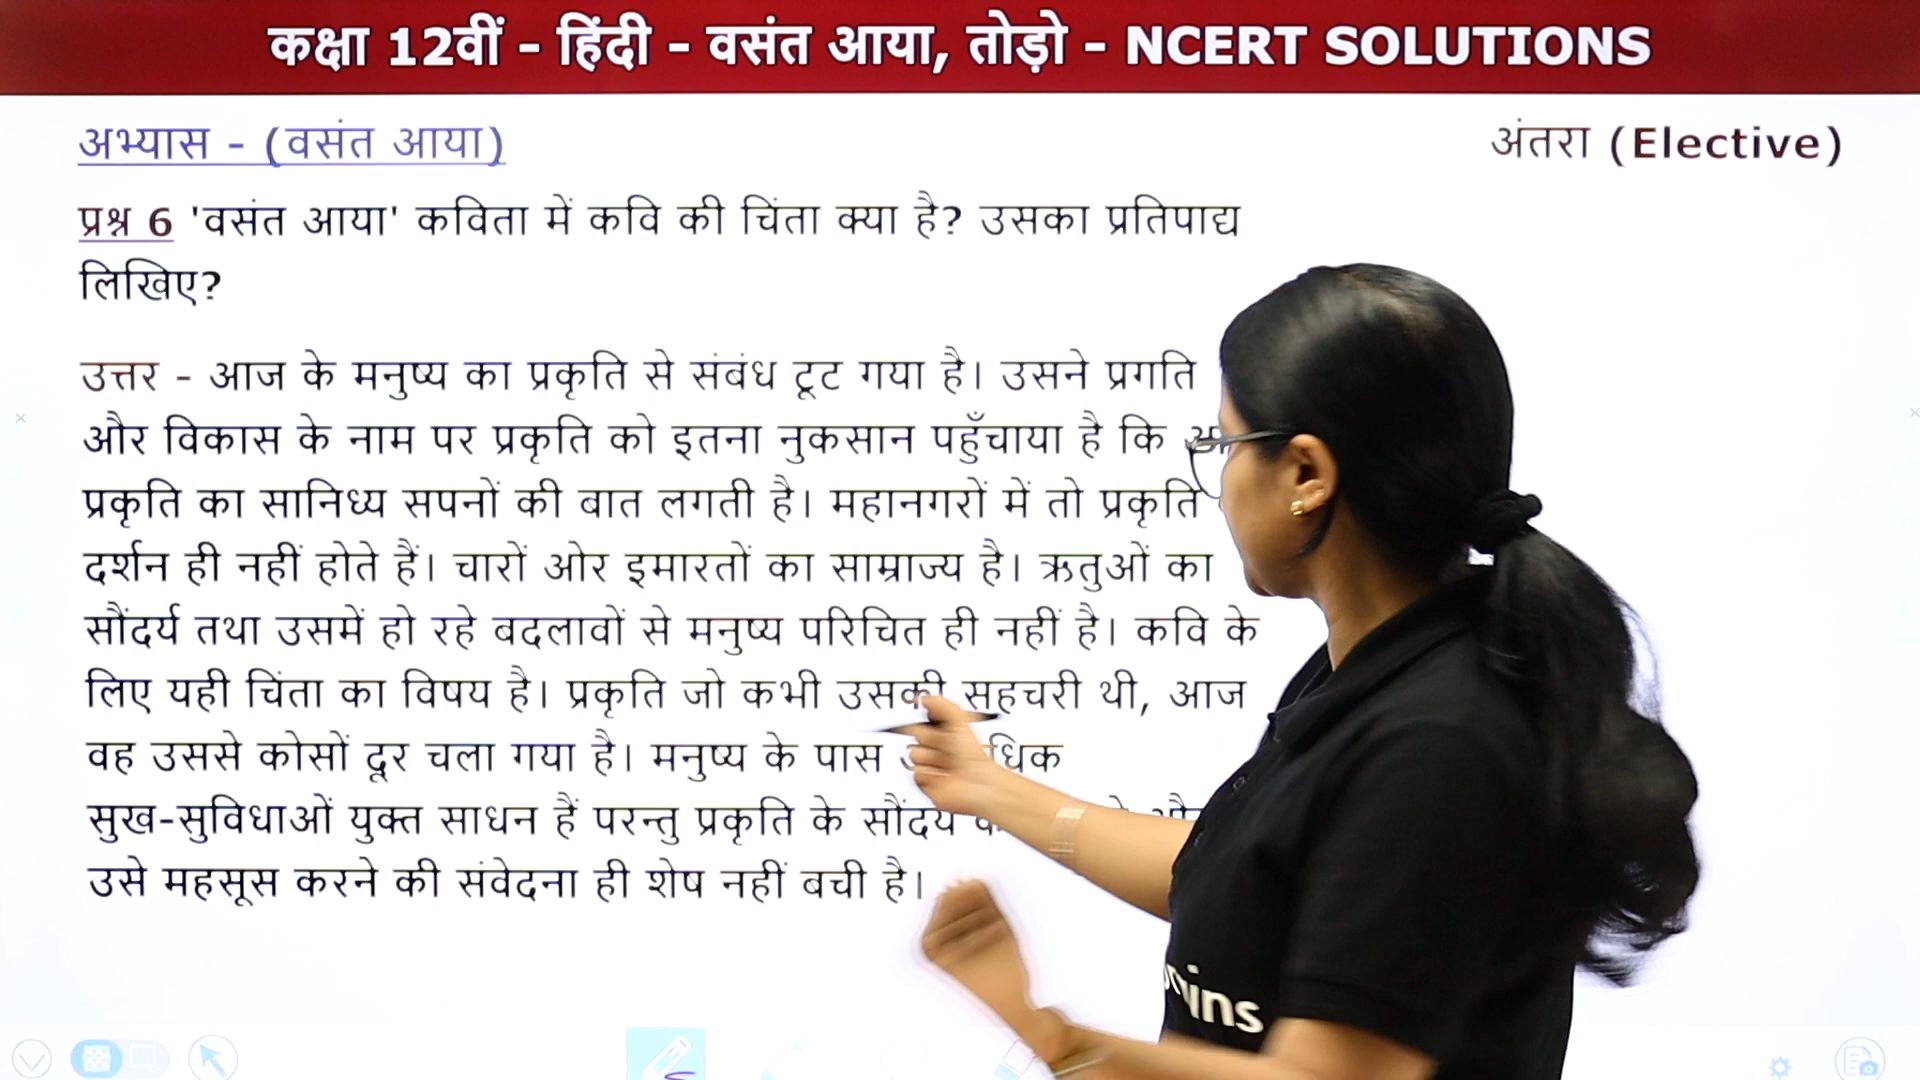 कक्षा 12वीं - हिंदी - वसंत आया, तोड़ो - NCERT SOLUTIONS
अभ्यास - (वसंत आया)
अंतरा (Elective)
प्रश्न 6 'वसंत आया' कविता में कवि की चिंता क्या है? उसका प्रतिपाद्य
लिखिए?
उत्तर - आज के मनुष्य का प्रकृति से संबंध टूट गया है। उसने प्रगति
और विकास के नाम पर प्रकृति को इतना नुकसान पहुँचाया है कि
प्रकृति का सानिध्य सपनों की बात लगती है। महानगरों में तो प्रकृति
दर्शन ही नहीं होते हैं। चारों ओर इमारतों का साम्राज्य है। ऋतुओं का
सौंदर्य तथा उसमें हो रहे बदलावों से मनुष्य परिचित ही नहीं है। कवि के
लिए यही चिंता का विषय है। प्रकृति जो कभी उसकी सहचरी थी, आज
वह उससे कोसों दूर चला गया है। मनुष्य के पास
सुख-सुविधाओं युक्त साधन हैं परन्तु प्रकृति के सौंदर्य
उसे महसूस करने की संवेदना ही शेष नहीं बची है।